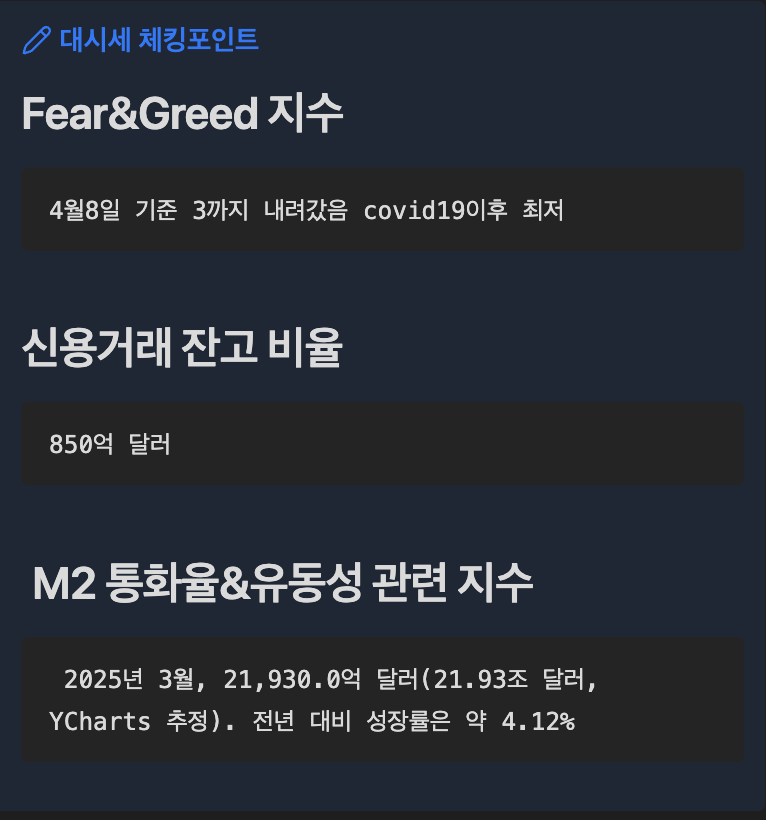 대시세 체킹포인트
Fear&Greed 지수
4월8일 기준 3까지 내려갔음 covid19이후 최저
신용거래 잔고 비율
850억 달러
M2 통화율&유동성 관련 지수
2025년 3월, 21,930.0억 달러(21.93조 달러,
YCharts 추정). 전년 대비 성장률은 약 4.12%